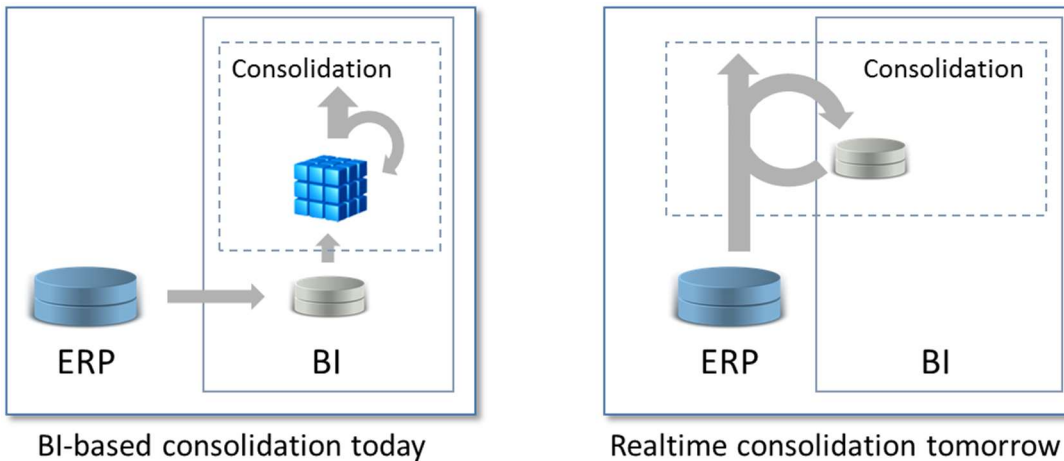 Consolidation
ERP
BI
BI-based consolidation today
Consolidation
ERP
BI
Realtime consolidation tomorrow